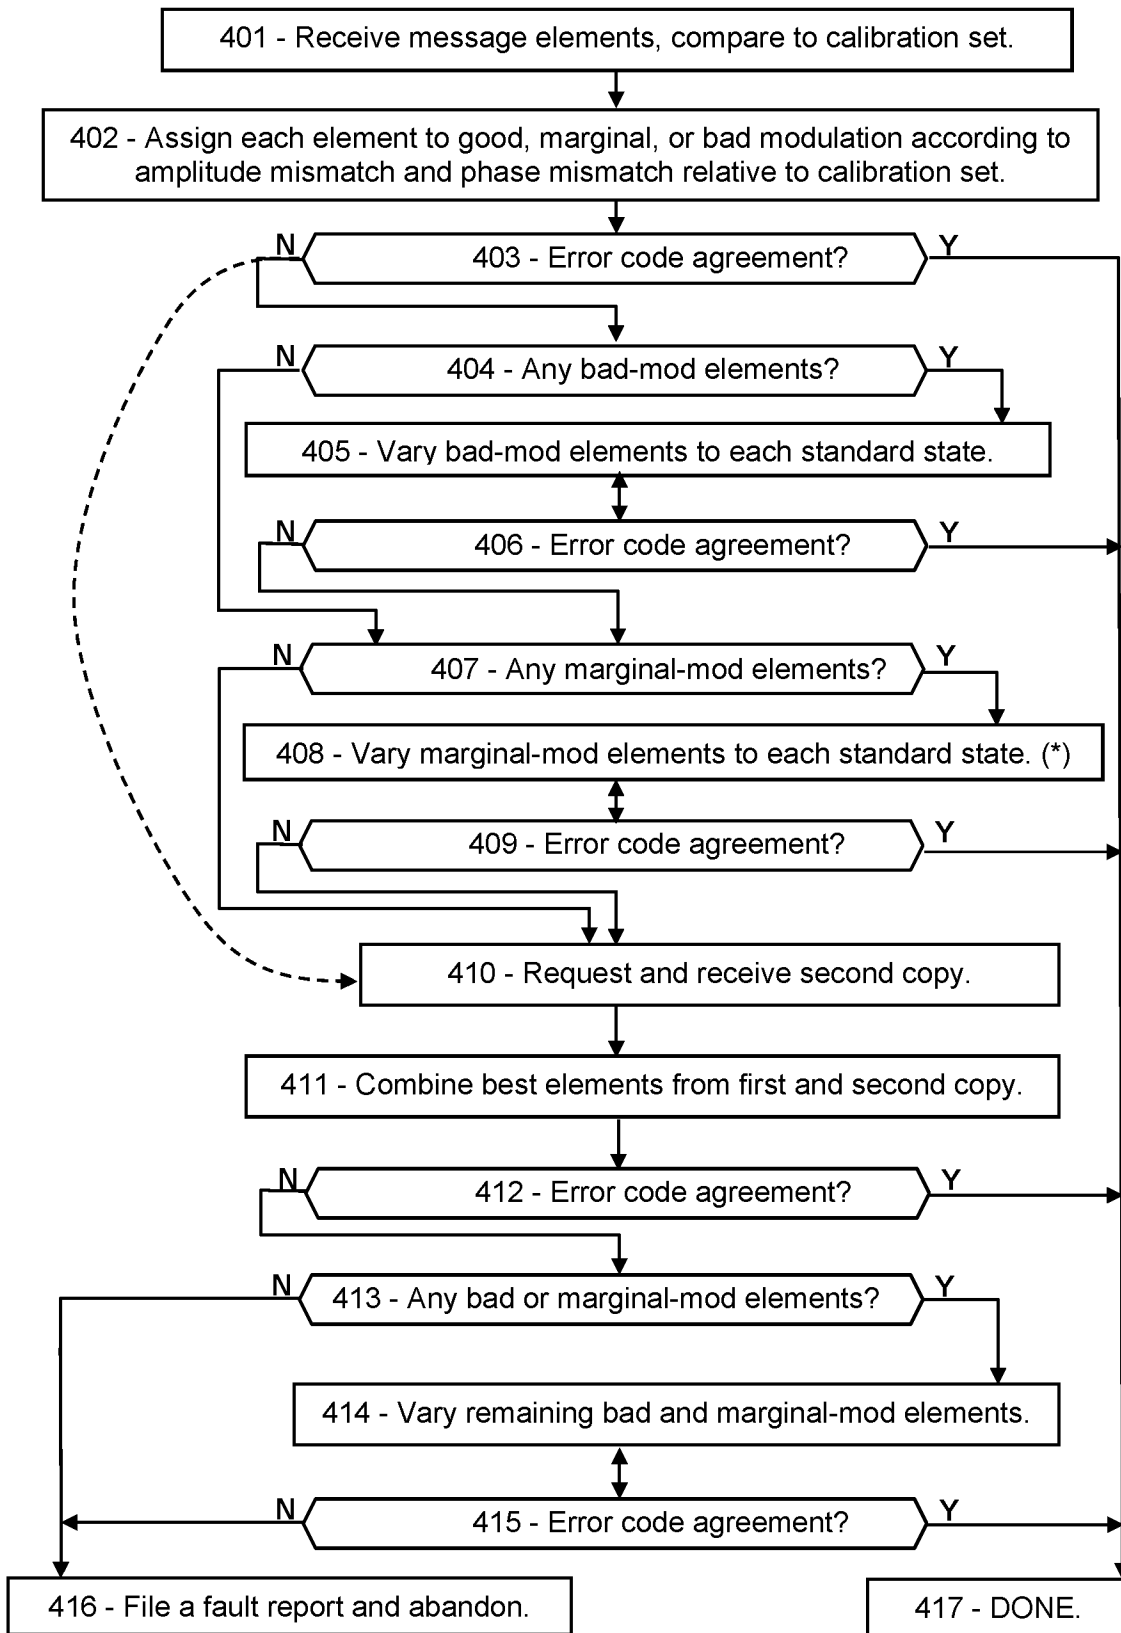 401 - Receive message elements, compare to calibration set.
402 - Assign each element to good, marginal, or bad modulation according to
amplitude mismatch and phase mismatch relative to calibration set.
N
403 - Error code agreement?
Y
N
404 - Any bad-mod elements?
Y
405 - Vary bad-mod elements to each standard state.
N
406 - Error code agreement?
Y
N
407 - Any marginal-mod elements?
Y
408 - Vary marginal-mod elements to each standard state. (*)
N
409 - Error code agreement?
Y
410 - Request and receive second copy.
411 - Combine best elements from first and second copy.
N
412 - Error code agreement?
Y
N
413 - Any bad or marginal-mod elements?
Y
414 - Vary remaining bad and marginal-mod elements.
N
415 - Error code agreement?
Y
416 - File a fault report and abandon.
417 - DONE.